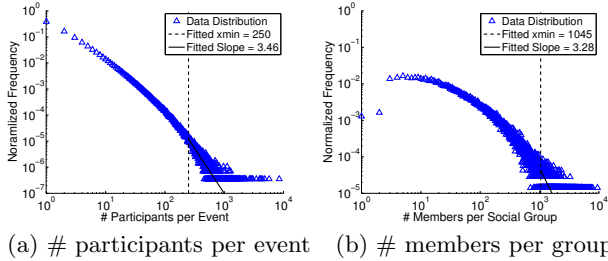 10^0
10^-1
10^-2
10^-3
10^-4
10^-5
10^-6
10^-7
10^0 10^1 10^2 10^3 10^4
Noramlized Frequency
# Participants per Event
Data Distribution
Fitted xmin = 250
Fitted Slope = 3.46
10^0
10^-1
10^-2
10^-3
10^-4
10^-5
10^0 10^1 10^2 10^3 10^4
Normalized Frequency
# Members per Social Group
Data Distribution
Fitted xmin = 1045
Fitted Slope = 3.28
(a) # participants per event (b) # members per group